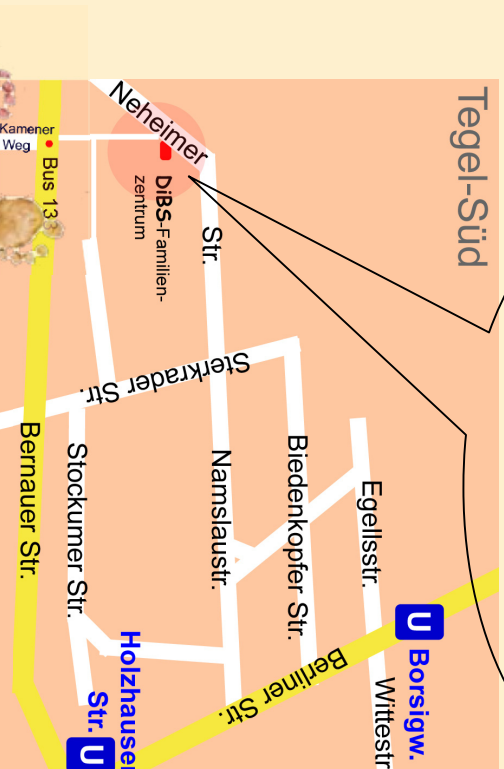 Tegel-Süd
Neheimer
Str.
Kamener
Weg
Bus 13
DiBS-Familien-
zentrum
Sterkrader Str.
Bernauer Str.
Stockumer Str.
Namslaustr.
Biedenkopfer Str.
Egellsstr.
U
Borsigw.
Berliner Str.
Wittestr
Holzhauser
Str.
U